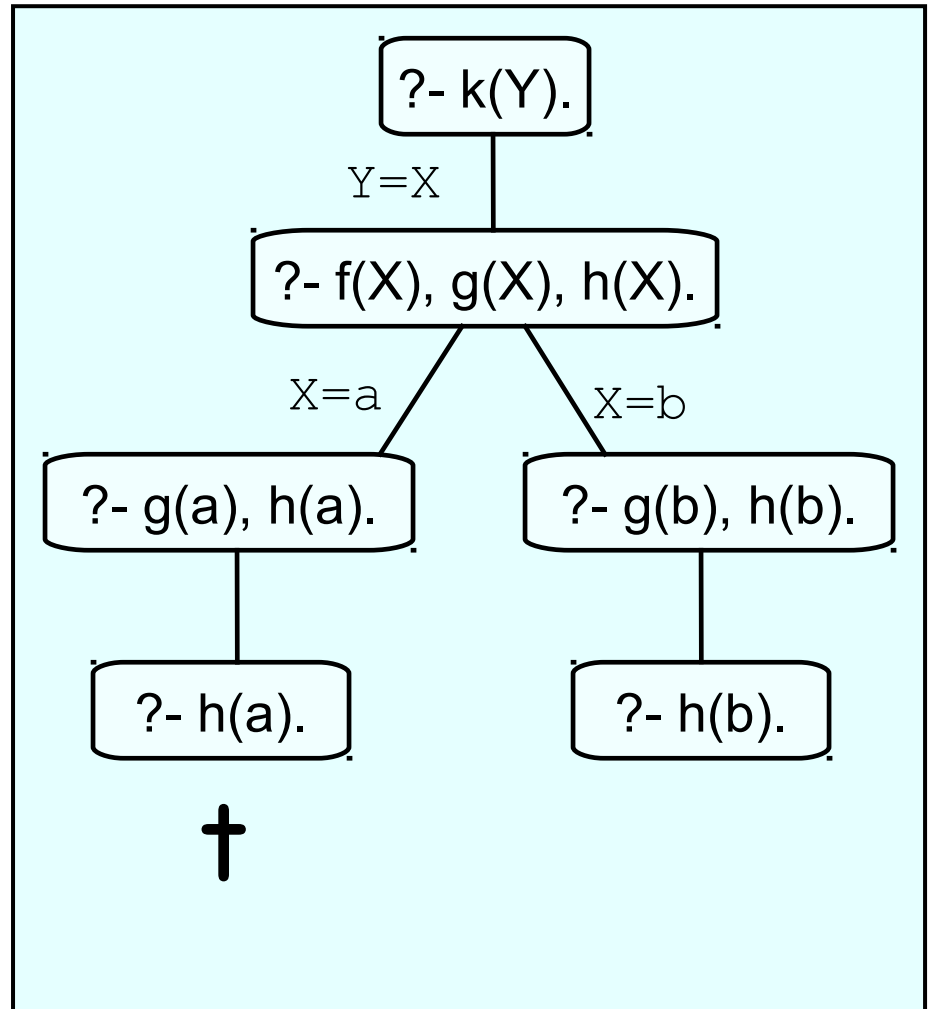 ?- k(Y).
Y=X
?- f(X), g(X), h(X).
X=a
X=b
?- g(a), h(a).
?- g(b), h(b).
?- h(a).
?- h(b).
†